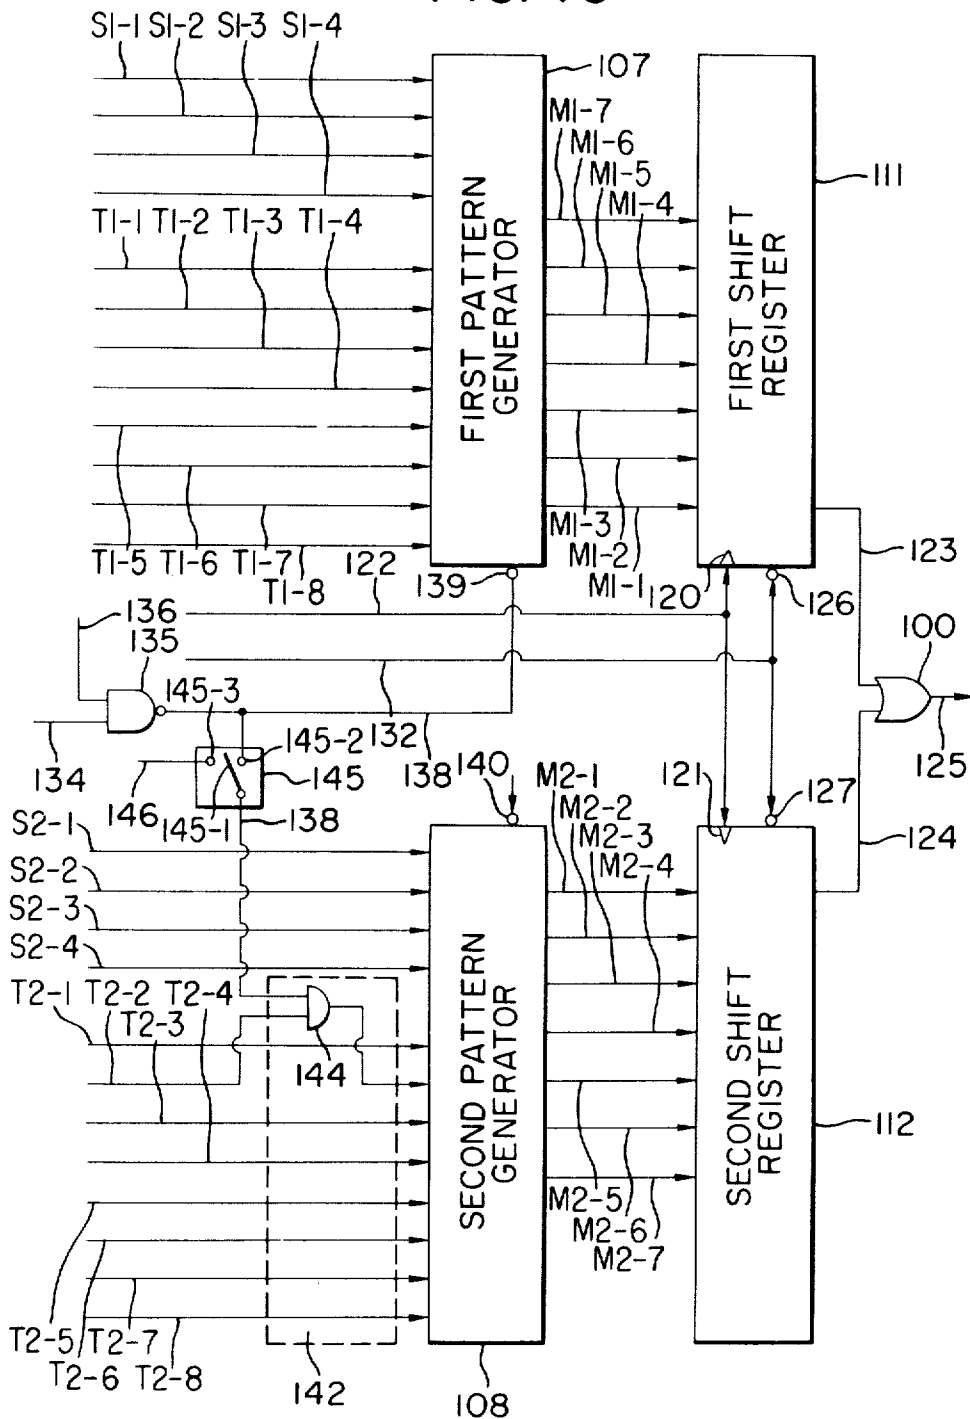 S1-1 S1-2 S1-3 S1-4
107
M1-7
M1-6
M1-5
M1-4
111
T1-1 T1-2 T1-3 T1-4
FIRST PATTERN
GENERATOR
FIRST SHIFT
REGISTER
M1-3
M1-2
M1-1
T1-5 T1-6 T1-7
T1-8
122
139
120
126
123
136
135
100
145-3
134
132
138
125
145-2
145
146
145-1
138
140
121
127
124
M2-1
M2-2
M2-3
M2-4
S2-1
S2-2
S2-3
S2-4
T2-1 T2-2 T2-4
T2-3
144
SECOND PATTERN
GENERATOR
SECOND SHIFT
REGISTER
112
M2-5
M2-6
M2-7
T2-5 T2-7
T2-6 T2-8
142
108